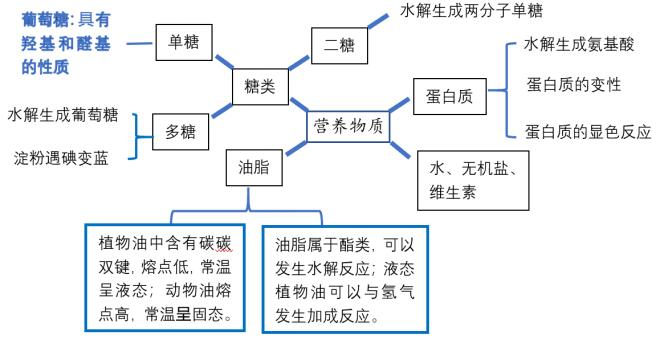 葡萄糖:具有
羟基和醛基
的性质
单糖
二糖
水解生成两分子单糖
糖类
水解生成葡萄糖
淀粉遇碘变蓝
多糖
营养物质
蛋白质
水解生成氨基酸
蛋白质的变性
蛋白质的显色反应
水、无机盐、
维生素
油脂
植物油中含有碳碳
双键,熔点低,常温
呈液态;动物油熔
点高,常温呈固态。
油脂属于酯类,可以
发生水解反应;液态
植物油可以与氢气
发生加成反应。